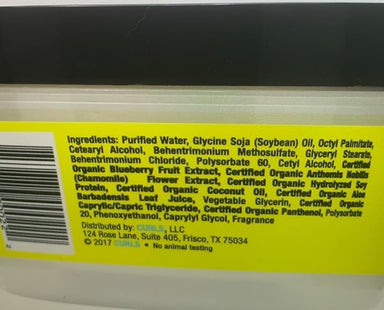 Ingredients: Purified Water, Glycine Soja (Soybean) Oil, Octyl Palmitate,
Cetearyl Alcohol, Behentrimonium Methosulfate, Glyceryl Stearate,
Behentrimonium Chloride, Polysorbate 60, Cetyl Alcohol, Certified
Organic Blueberry Fruit Extract, Certified Organic Anthemis Nobilis
(Chamomile) Flower Extract, Certified Organic Hydrolyzed Soy
Protein, Certified Organic Coconut Oil, Certified Organic Aloe
Barbadensis Leaf Juice, Vegetable Glycerin, Certified Organic
Caprylic/Capric Triglyceride, Certified Organic Panthenol, Polysorbate
20, Phenoxyethanol, Caprylyl Glycol, Fragrance
Distributed by: CURLS, LLC
124 Rose Lane, Suite 405, Frisco, TX 75034
© 2017 CURLS • No animal testing